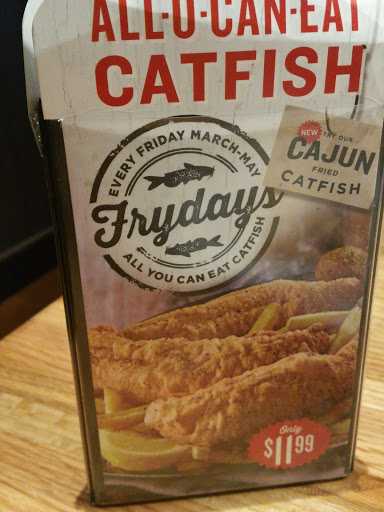 ALL-U-CAN-EAT
CATFISH
EVERY FRIDAY MARCH-MAY
Frydays
ALL YOU CAN EAT CATFISH
NEW
TRY OUR
CAJUN
FRIED
CATFISH
Only
$11.99